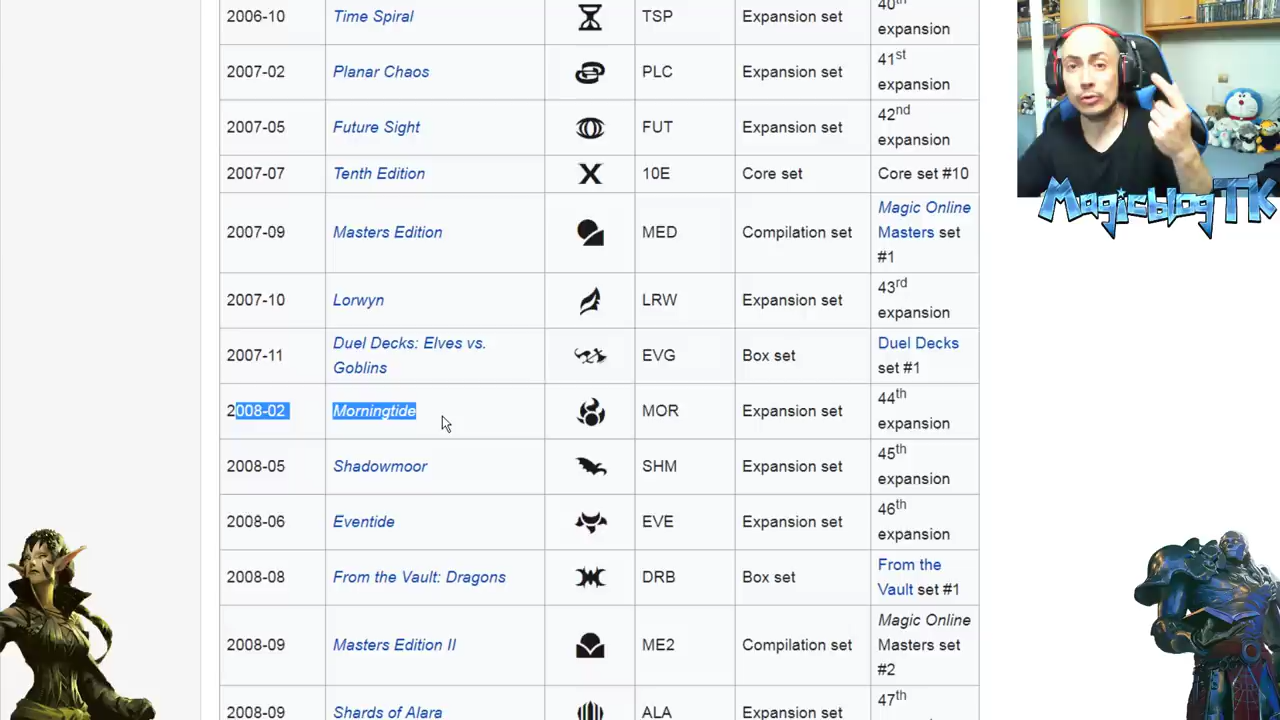 2006-10 Time Spiral TSP Expansion set 40th
expansion
2007-02 Planar Chaos PLC Expansion set 41st
expansion
2007-05 Future Sight FUT Expansion set 42nd
expansion
2007-07 Tenth Edition 10E Core set Core set #10
2007-09 Masters Edition MED Compilation set Magic Online
Masters set
#1
2007-10 Lorwyn LRW Expansion set 43rd
expansion
2007-11 Duel Decks: Elves vs.
Goblins EVG Box set Duel Decks
set #1
2008-02 Morningtide MOR Expansion set 44th
expansion
2008-05 Shadowmoor SHM Expansion set 45th
expansion
2008-06 Eventide EVE Expansion set 46th
expansion
2008-08 From the Vault: Dragons DRB Box set From the
Vault set #1
2008-09 Masters Edition II ME2 Compilation set Magic Online
Masters set
#2
2008-09 Shards of Alara ALA Expansion set 47th
MagicblogTK